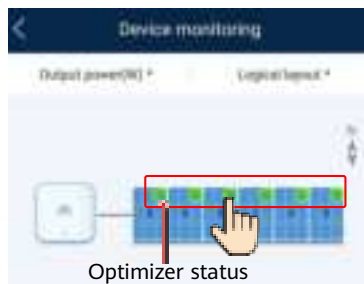 Device monitoring
Output power(W)
Logical layout
Optimizer status